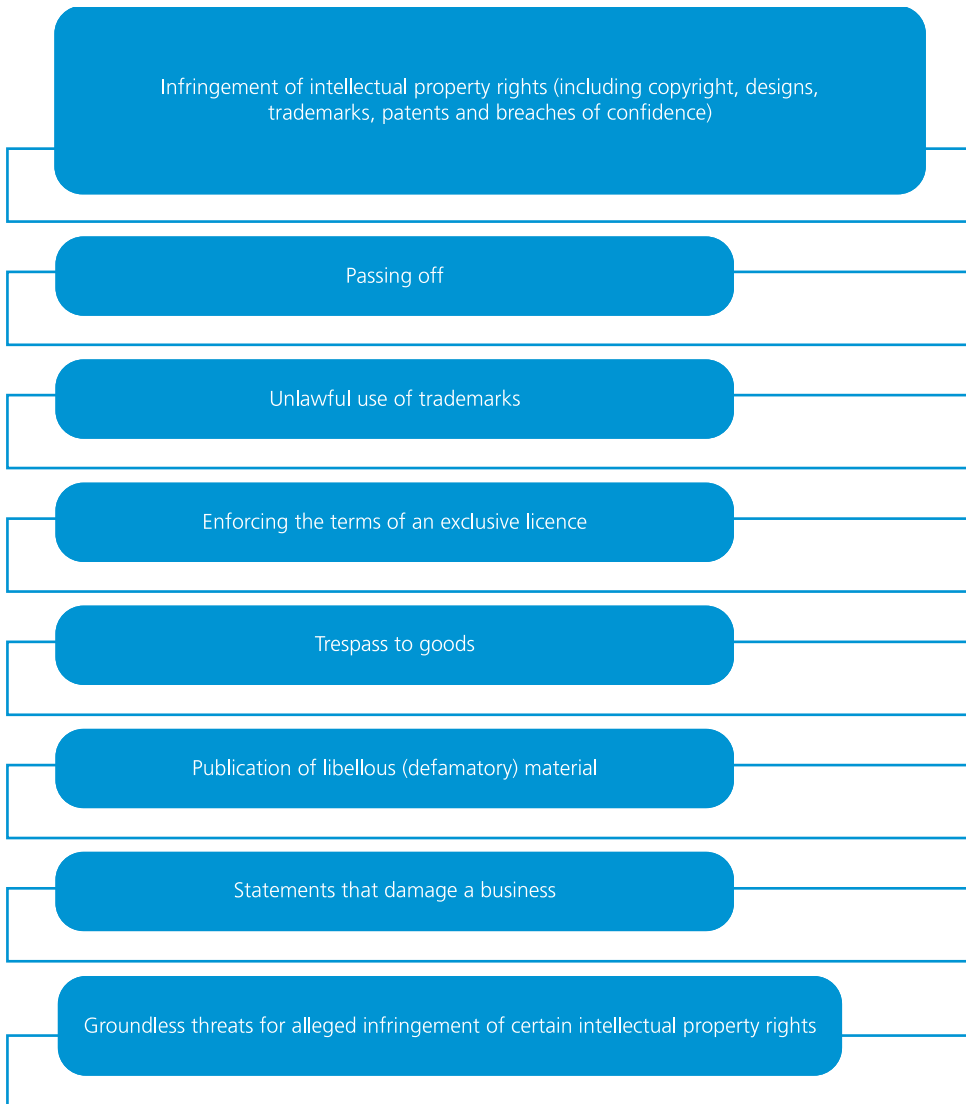 Infringement of intellectual property rights (including copyright, designs,
trademarks, patents and breaches of confidence)
Passing off
Unlawful use of trademarks
Enforcing the terms of an exclusive licence
Trespass to goods
Publication of libellous (defamatory) material
Statements that damage a business
Groundless threats for alleged infringement of certain intellectual property rights